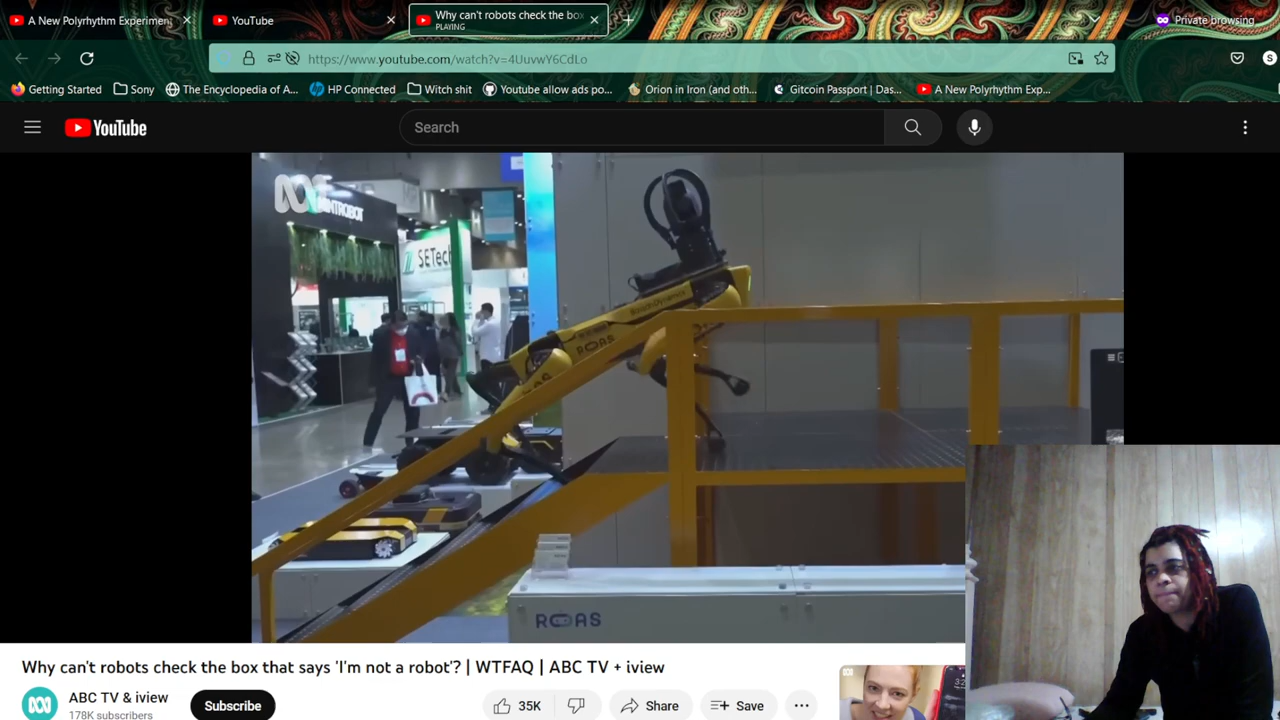 A New Polyrhythm Experimen
YouTube
Why can't robots check the box
PLAYING
Private browsing
https://www.youtube.com/watch?v=4UuvwY6CdLo
Getting Started
Sony
The Encyclopedia of A...
HP Connected
Witch shit
Youtube allow ads po...
Orion in Iron (and oth...
Gitcoin Passport | Das...
A New Polyrhythm Exp...
S
YouTube
Search
NTROBOT
SETech
BostonDynamics
ROAS
ROAS
Why can't robots check the box that says 'I'm not a robot'? | WTFAQ | ABC TV + iview
ABC TV & iview
178K subscribers
Subscribe
35K
Share
Save